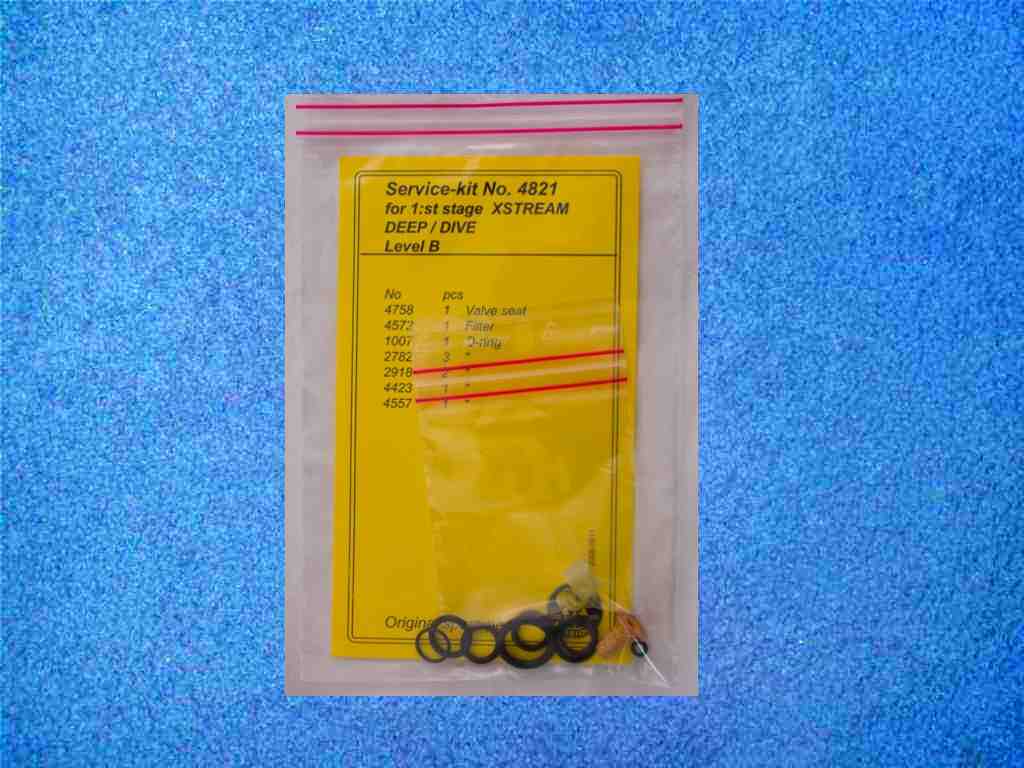 Service-kit No. 4821
for 1:st stage XSTREAM
DEEP / DIVE
Level B
No pcs
4758 1 Valve seat
4572 1 Filter
1007 1 O-ring
2782 3 "
2918 2 "
4423 1 "
4557 1 "